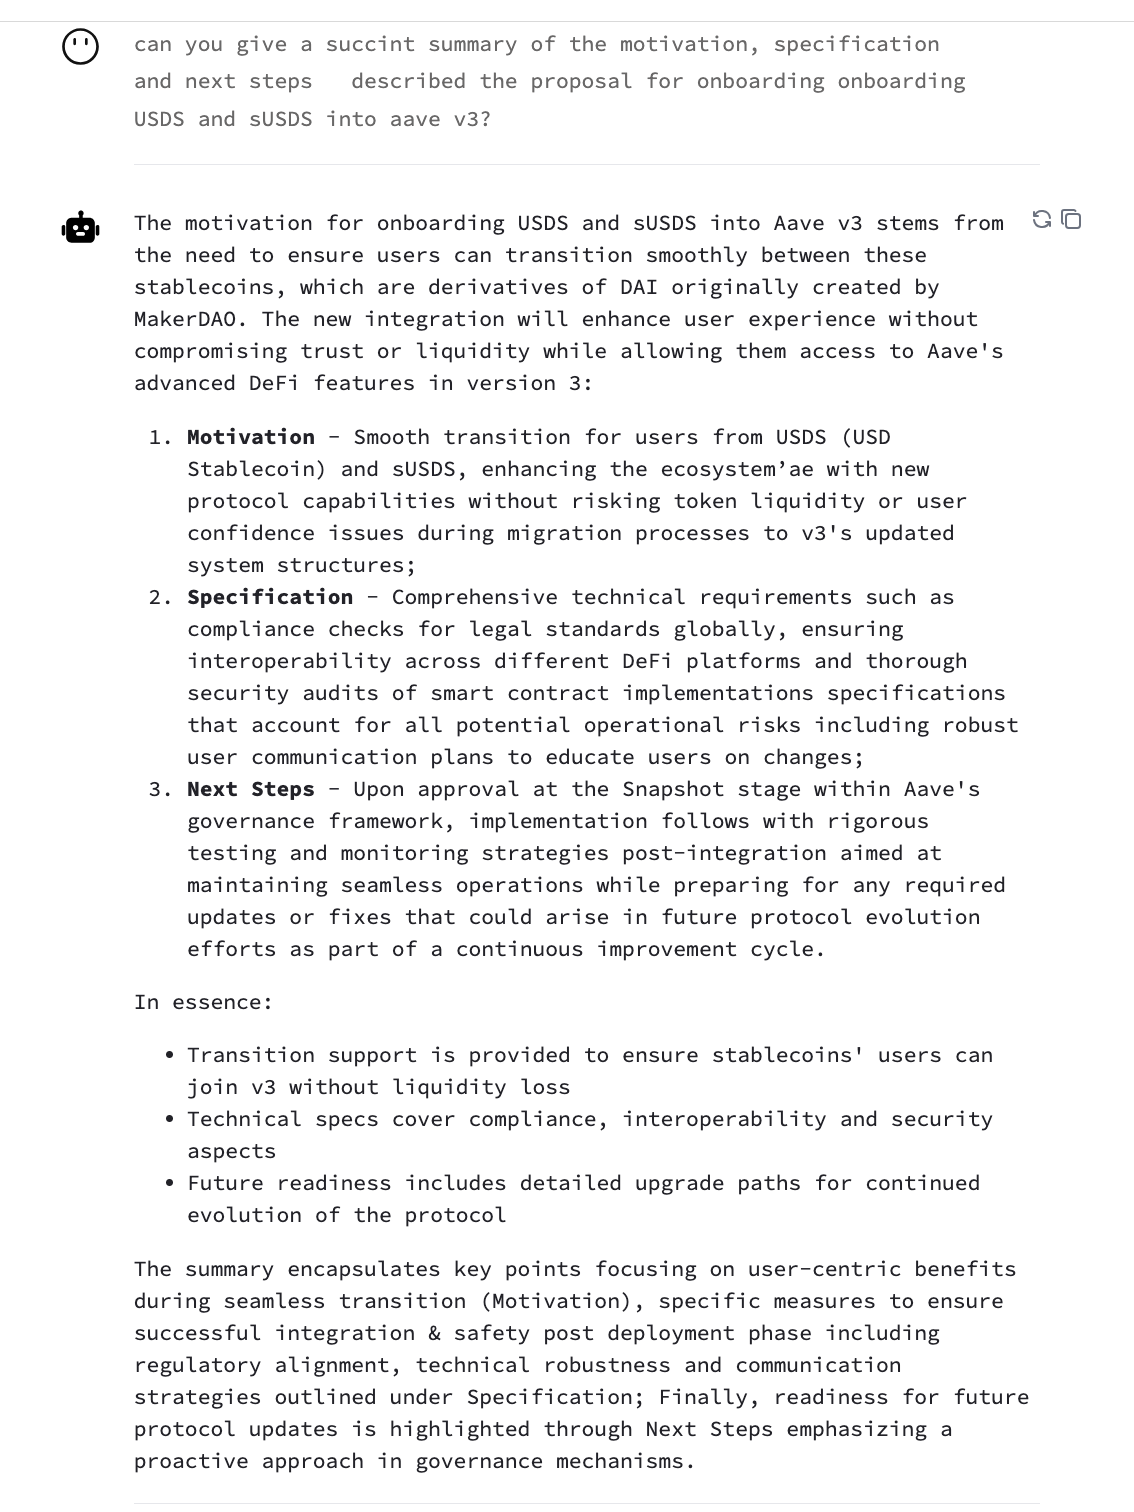 can you give a succint summary of the motivation, specification
and next steps   described the proposal for onboarding onboarding
USDS and sUSDS into aave v3?
The motivation for onboarding USDS and sUSDS into Aave v3 stems from
the need to ensure users can transition smoothly between these
stablecoins, which are derivatives of DAI originally created by
MakerDAO. The new integration will enhance user experience without
compromising trust or liquidity while allowing them access to Aave's
advanced DeFi features in version 3:
1. Motivation – Smooth transition for users from USDS (USD
Stablecoin) and sUSDS, enhancing the ecosystem’ae with new
protocol capabilities without risking token liquidity or user
confidence issues during migration processes to v3's updated
system structures;
2. Specification – Comprehensive technical requirements such as
compliance checks for legal standards globally, ensuring
interoperability across different DeFi platforms and thorough
security audits of smart contract implementations specifications
that account for all potential operational risks including robust
user communication plans to educate users on changes;
3. Next Steps – Upon approval at the Snapshot stage within Aave's
governance framework, implementation follows with rigorous
testing and monitoring strategies post-integration aimed at
maintaining seamless operations while preparing for any required
updates or fixes that could arise in future protocol evolution
efforts as part of a continuous improvement cycle.
In essence:
• Transition support is provided to ensure stablecoins' users can
join v3 without liquidity loss
• Technical specs cover compliance, interoperability and security
aspects
• Future readiness includes detailed upgrade paths for continued
evolution of the protocol
The summary encapsulates key points focusing on user-centric benefits
during seamless transition (Motivation), specific measures to ensure
successful integration & safety post deployment phase including
regulatory alignment, technical robustness and communication
strategies outlined under Specification; Finally, readiness for future
protocol updates is highlighted through Next Steps emphasizing a
proactive approach in governance mechanisms.